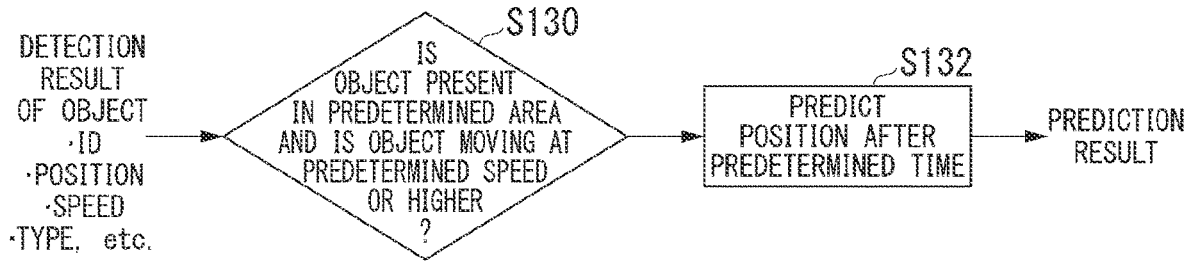 DETECTION
RESULT
OF OBJECT
·ID
·POSITION
·SPEED
·TYPE, etc.
S130
IS
OBJECT PRESENT
IN PREDETERMINED AREA
AND IS OBJECT MOVING AT
PREDETERMINED SPEED
OR HIGHER
?
S132
PREDICT
POSITION AFTER
PREDETERMINED TIME
PREDICTION
RESULT